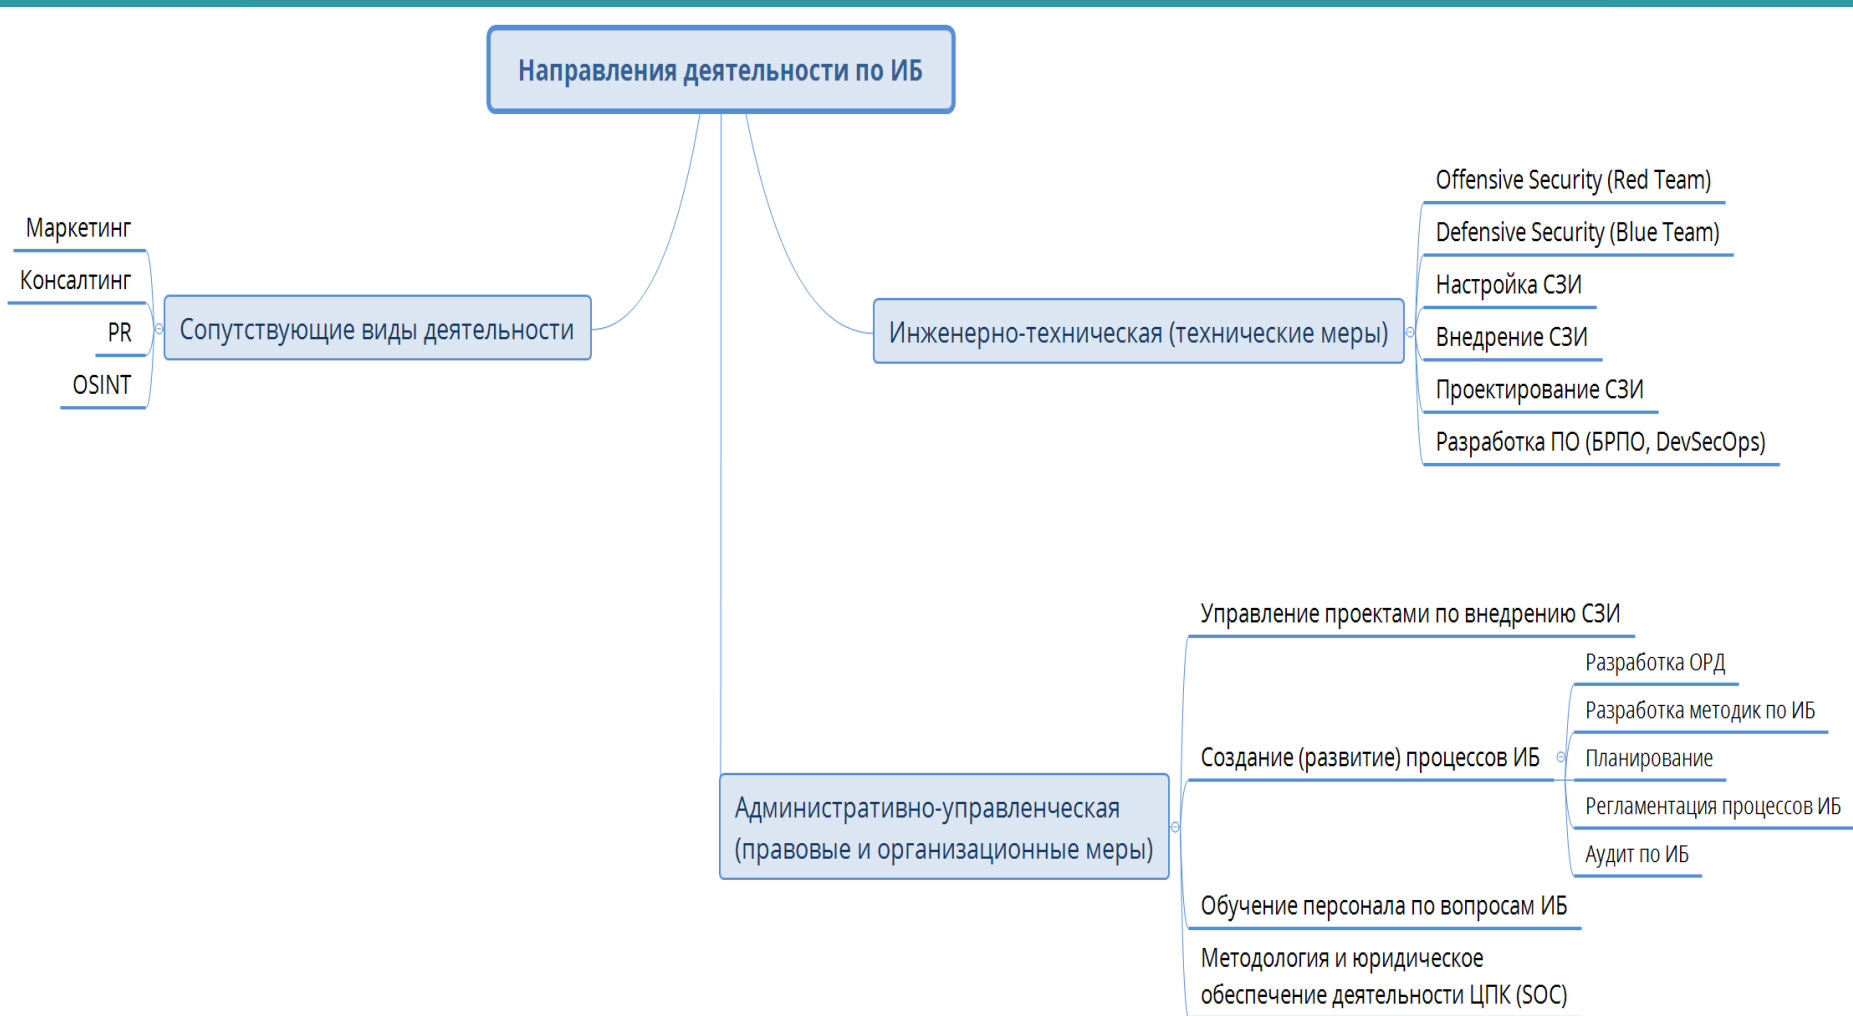 Направления деятельности по ИБ
Маркетинг
Консалтинг
PR
OSINT
Сопутствующие виды деятельности
Инженерно-техническая (технические меры)
Offensive Security (Red Team)
Defensive Security (Blue Team)
Настройка СЗИ
Внедрение СЗИ
Проектирование СЗИ
Разработка ПО (БРПО, DevSecOps)
Административно-управленческая
(правовые и организационные меры)
Управление проектами по внедрению СЗИ
Создание (развитие) процессов ИБ
Разработка ОРД
Разработка методик по ИБ
Планирование
Регламентация процессов ИБ
Аудит по ИБ
Обучение персонала по вопросам ИБ
Методология и юридическое
обеспечение деятельности ЦПК (SOC)